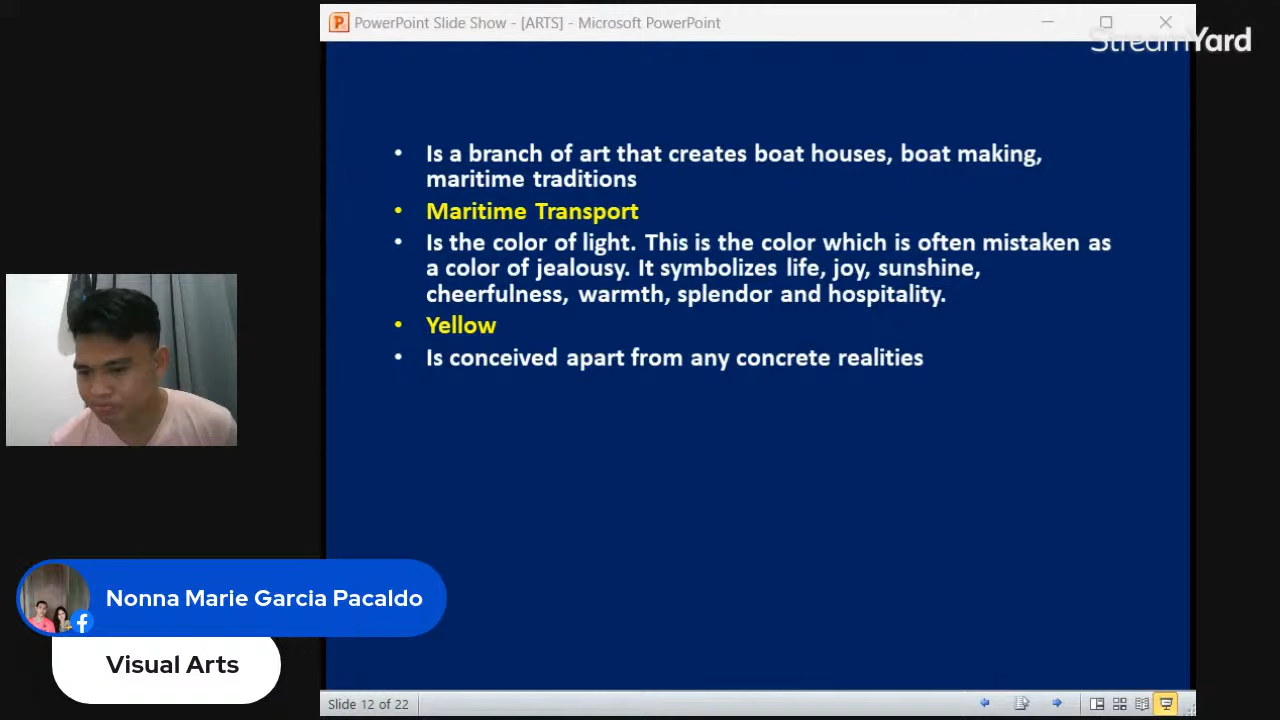 PowerPoint Slide Show - [ARTS] - Microsoft PowerPoint
StreamYard
• Is a branch of art that creates boat houses, boat making,
maritime traditions
• Maritime Transport
• Is the color of light. This is the color which is often mistaken as
a color of jealousy. It symbolizes life, joy, sunshine,
cheerfulness, warmth, splendor and hospitality.
• Yellow
• Is conceived apart from any concrete realities
Nonna Marie Garcia Pacaldo
Visual Arts
Slide 12 of 22